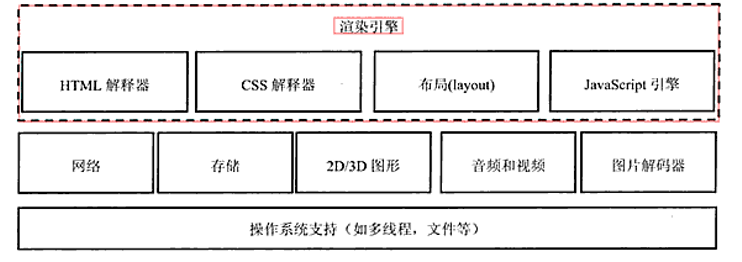 渲染引擎
HTML 解释器 CSS 解释器 布局(layout) JavaScript 引擎
网络 存储 2D/3D 图形 音频和视频 图片解码器
操作系统支持（如多线程，文件等）